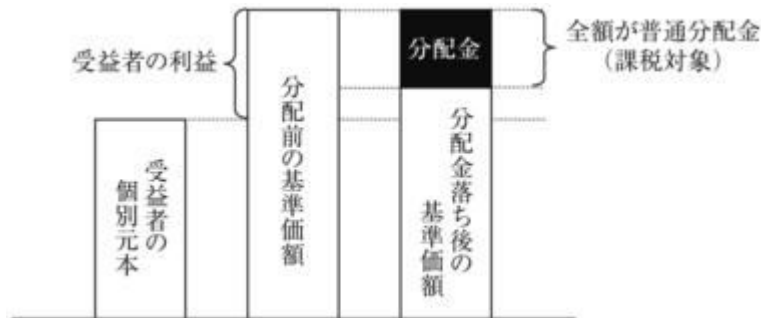 受益者の利益
受益者の
個別元本
分配前の基準価額
分配金
分配金落ち後の
基準価額
全額が普通分配金
（課税対象）